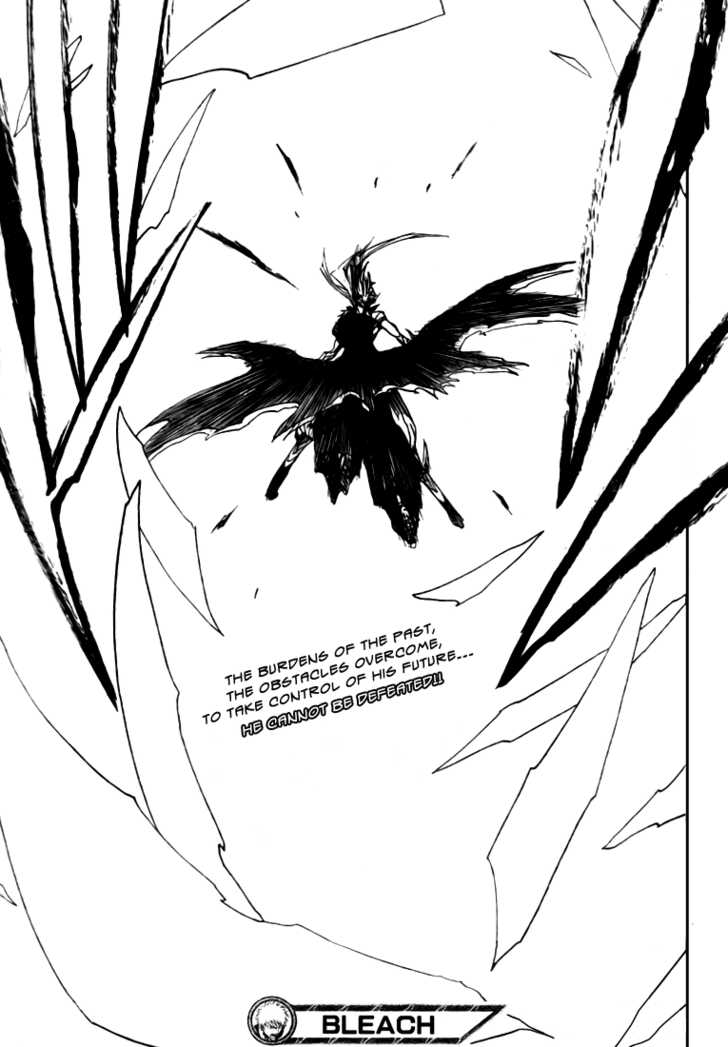 THE BURDENS OF THE PAST,
THE OBSTACLES OVERCOME,
TO TAKE CONTROL OF HIS FUTURE...
HE CANNOT BE DEFEATED!!
BLEACH